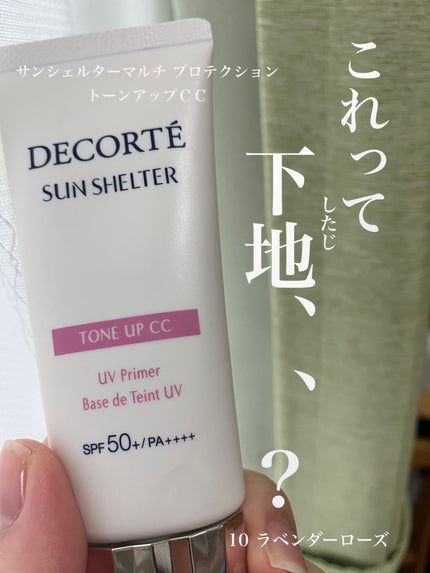 サンシェルターマルチ プロテクション
トーンアップCC
これって
下地、、?
したじ
DECORTÉ
SUN SHELTER
TONE UP CC
UV Primer
Base de Teint UV
SPF50+/PA++++
10 ラベンダーローズ